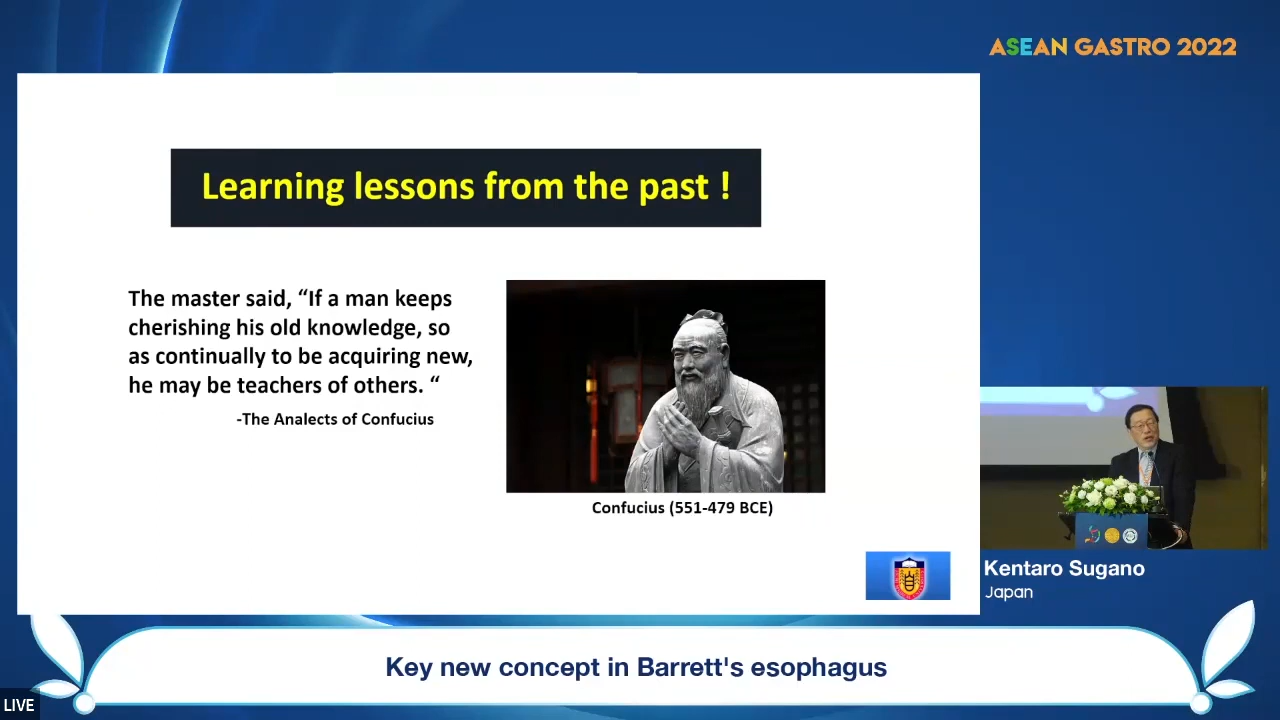 ASEAN GASTRO 2022
Learning lessons from the past !
The master said, “If a man keeps
cherishing his old knowledge, so
as continually to be acquiring new,
he may be teachers of others. “
-The Analects of Confucius
Confucius (551-479 BCE)
Kentaro Sugano
Japan
Key new concept in Barrett's esophagus
LIVE